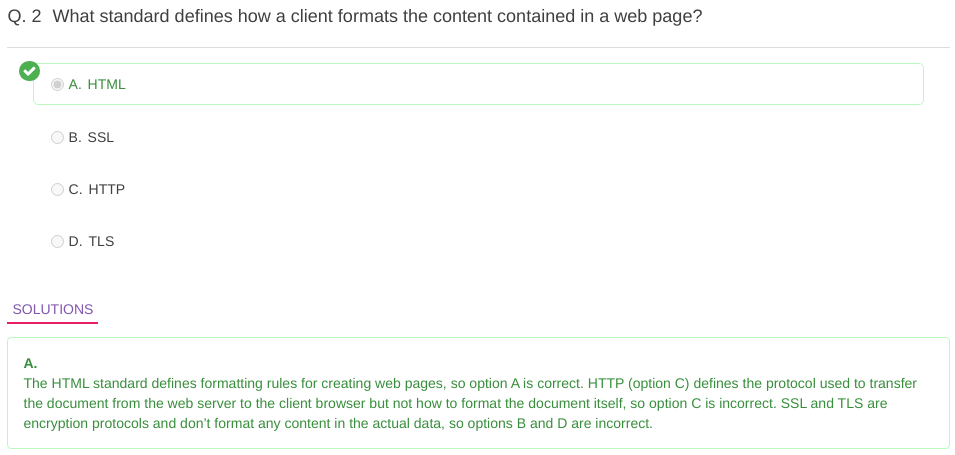 Q. 2 What standard defines how a client formats the content contained in a web page?
A. HTML
B. SSL
C. HTTP
D. TLS
SOLUTIONS
A.
The HTML standard defines formatting rules for creating web pages, so option A is correct. HTTP (option C) defines the protocol used to transfer
the document from the web server to the client browser but not how to format the document itself, so option C is incorrect. SSL and TLS are
encryption protocols and don't format any content in the actual data, so options B and D are incorrect.